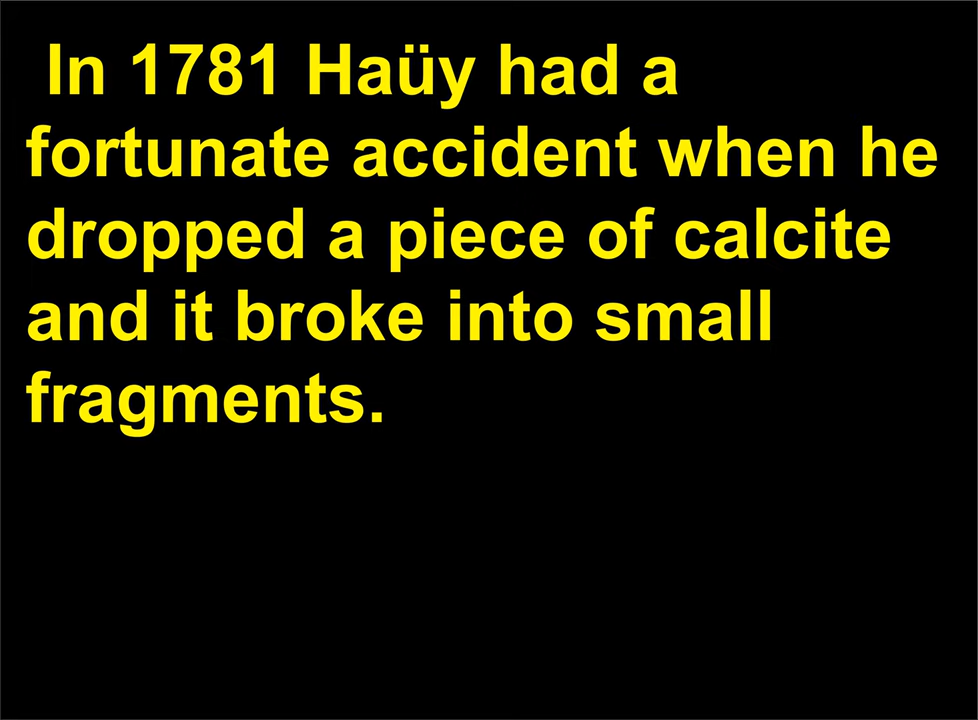 In 1781 Haüy had a
fortunate accident when he
dropped a piece of calcite
and it broke into small
fragments.